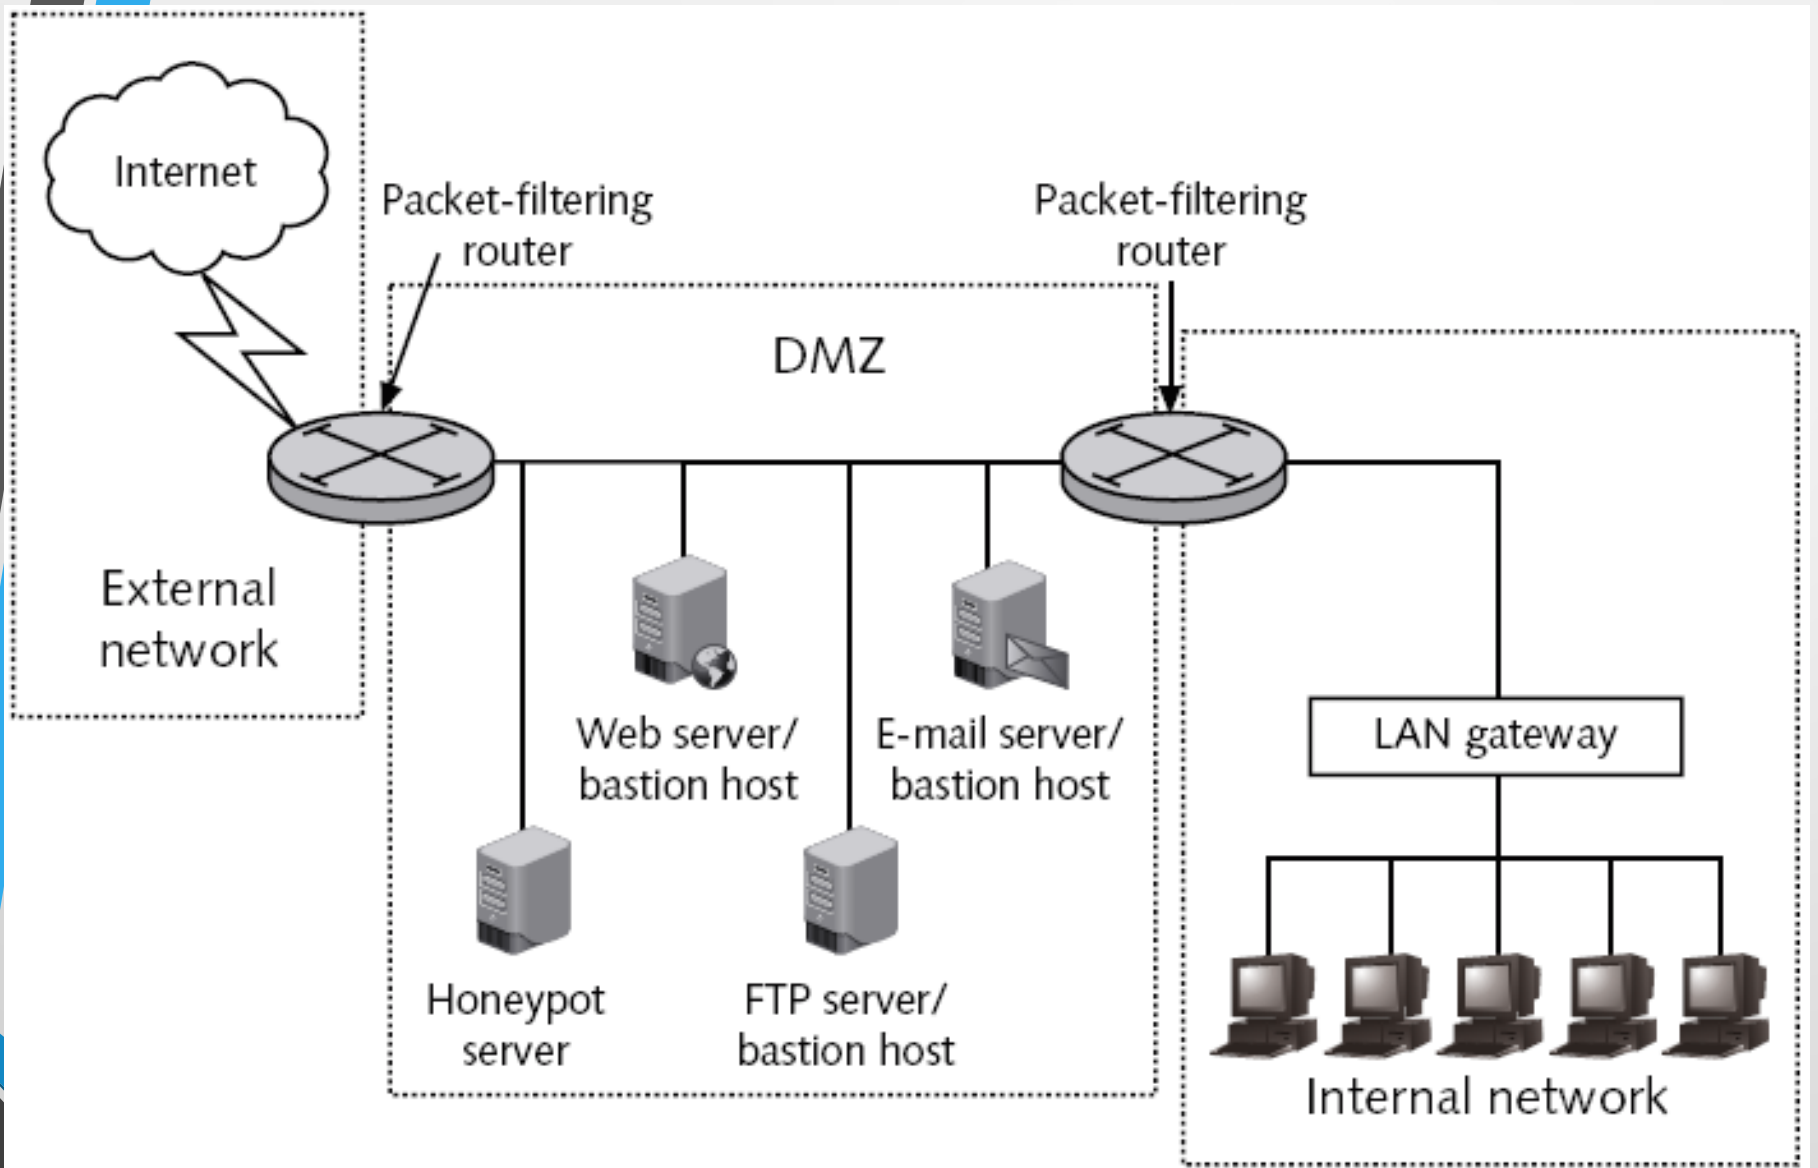 Internet
Packet-filtering
router
Packet-filtering
router
DMZ
External
network
Web server/
bastion host
E-mail server/
bastion host
LAN gateway
Honeypot
server
FTP server/
bastion host
Internal network